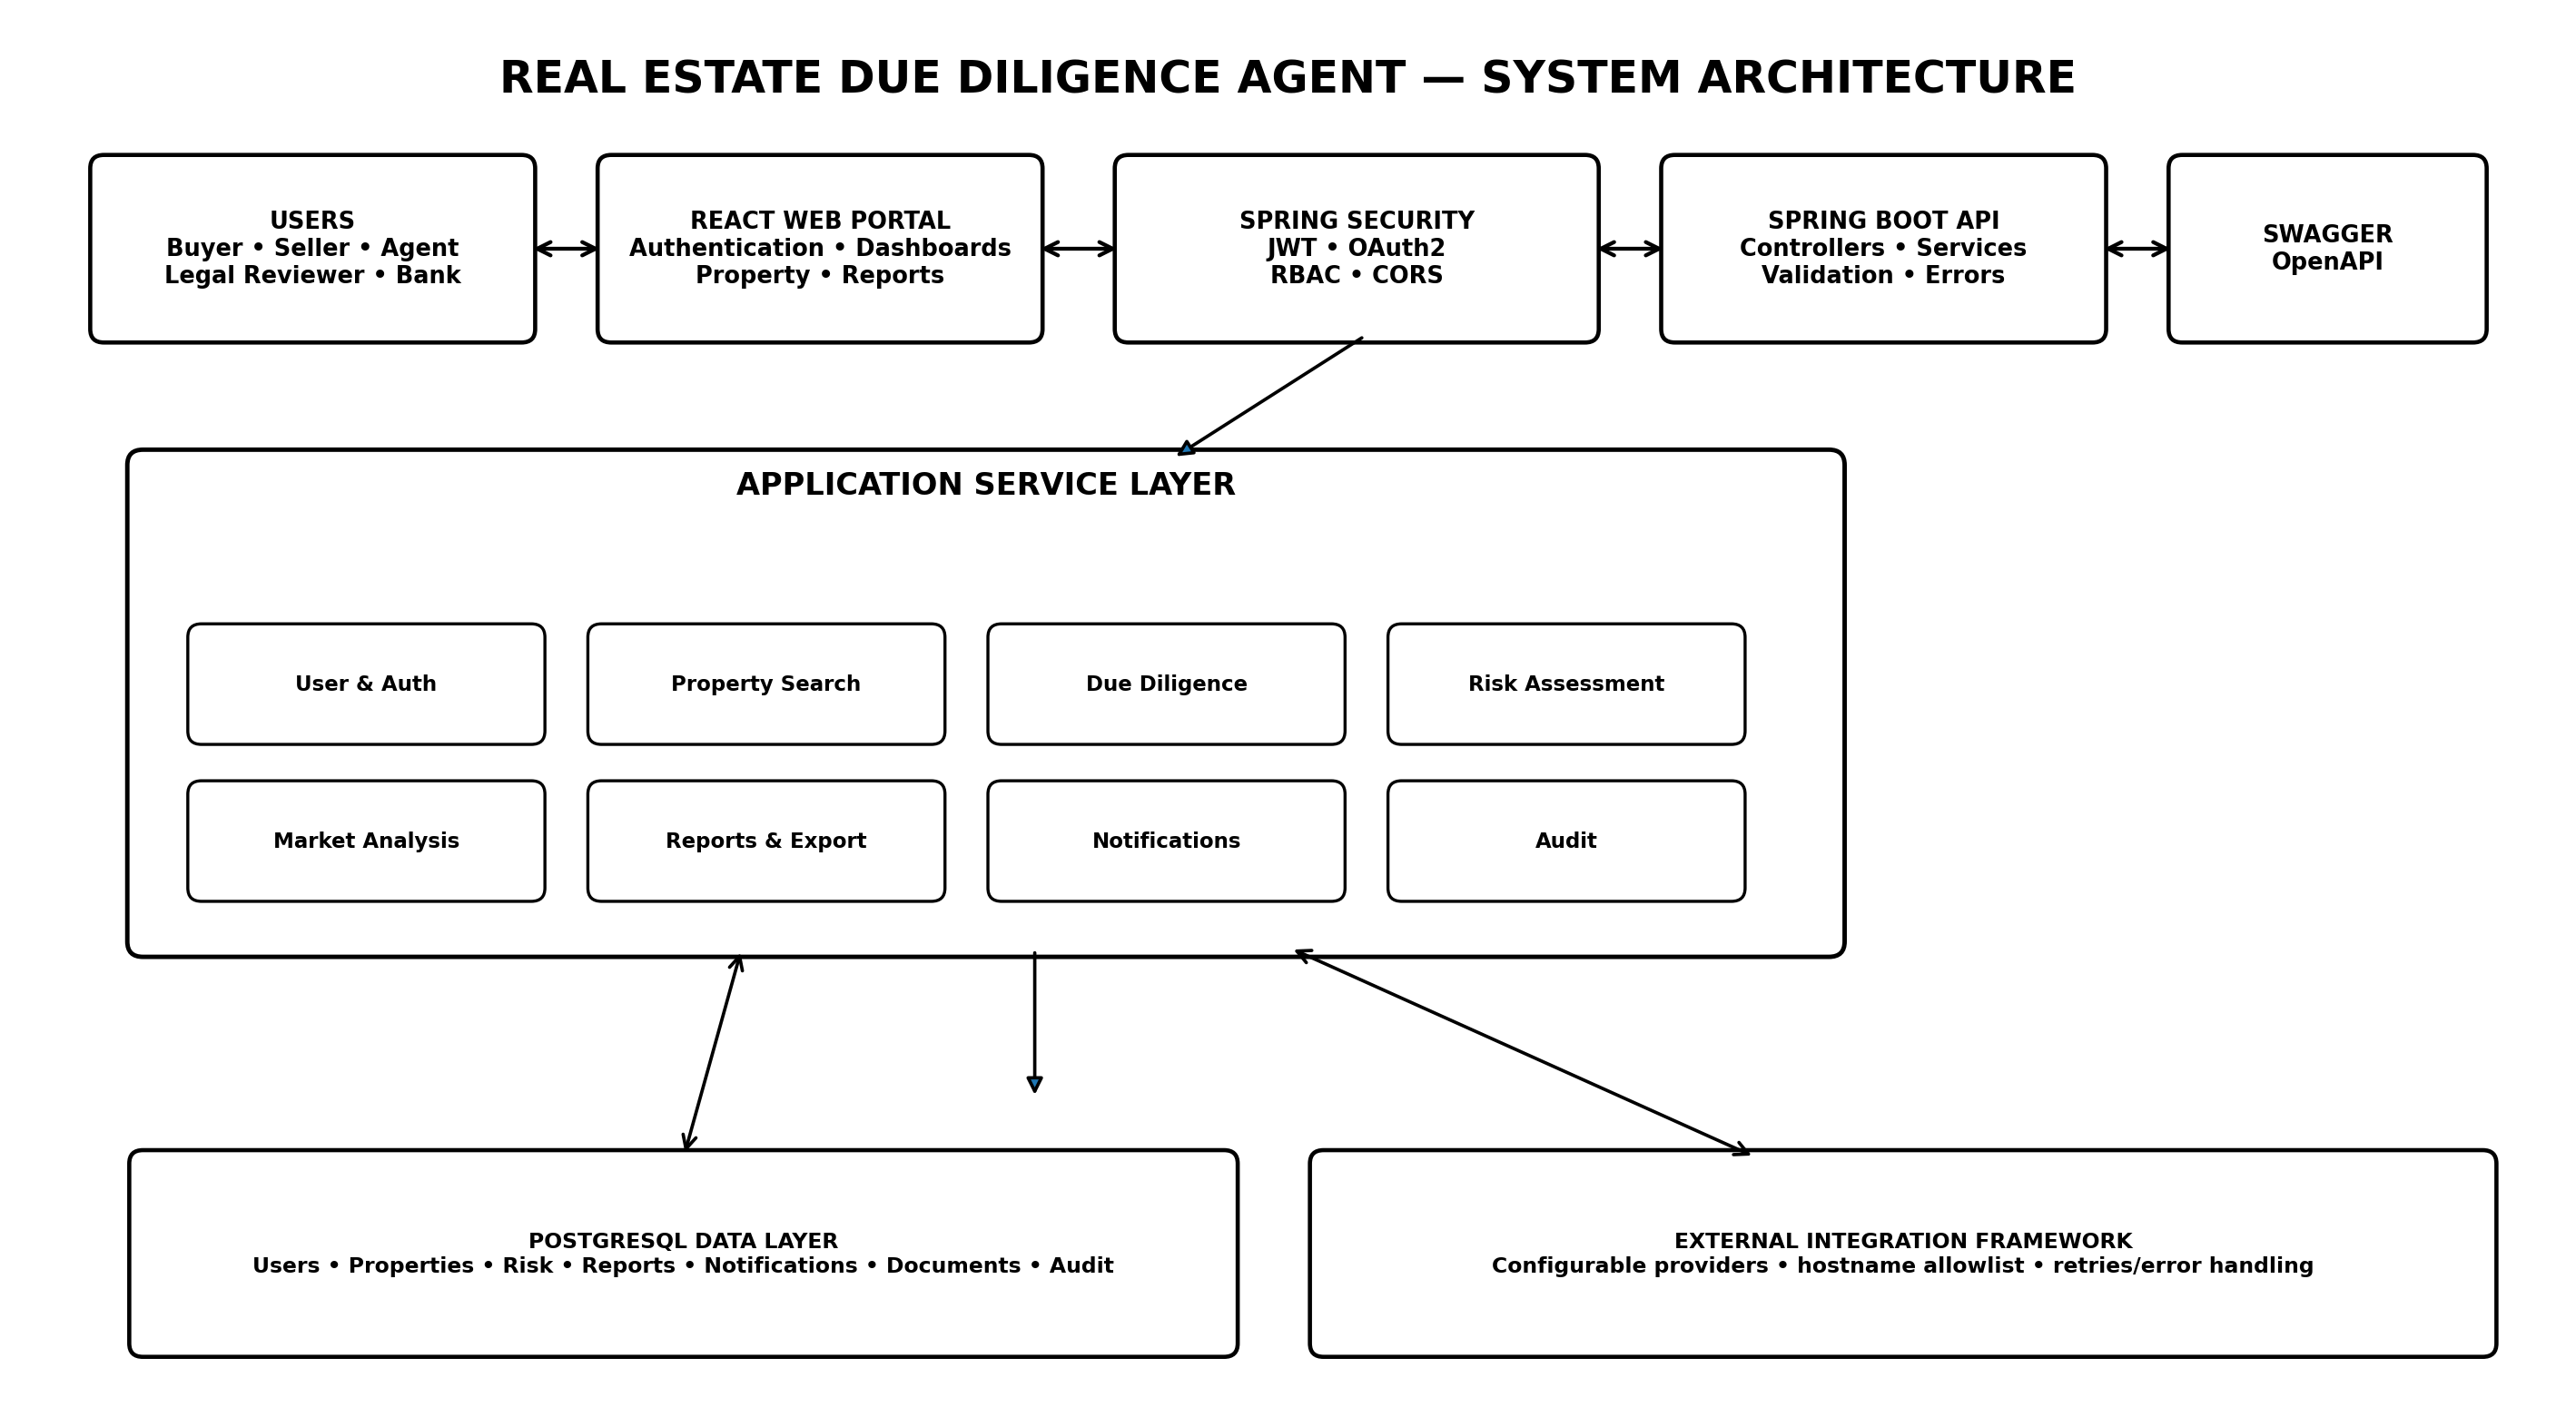 REAL ESTATE DUE DILIGENCE AGENT — SYSTEM ARCHITECTURE
USERS
Buyer • Seller • Agent
Legal Reviewer • Bank
REACT WEB PORTAL
Authentication • Dashboards
Property • Reports
SPRING SECURITY
JWT • OAuth2
RBAC • CORS
SPRING BOOT API
Controllers • Services
Validation • Errors
SWAGGER
OpenAPI
APPLICATION SERVICE LAYER
User & Auth
Property Search
Due Diligence
Risk Assessment
Market Analysis
Reports & Export
Notifications
Audit
POSTGRESQL DATA LAYER
Users • Properties • Risk • Reports • Notifications • Documents • Audit
EXTERNAL INTEGRATION FRAMEWORK
Configurable providers • hostname allowlist • retries/error handling